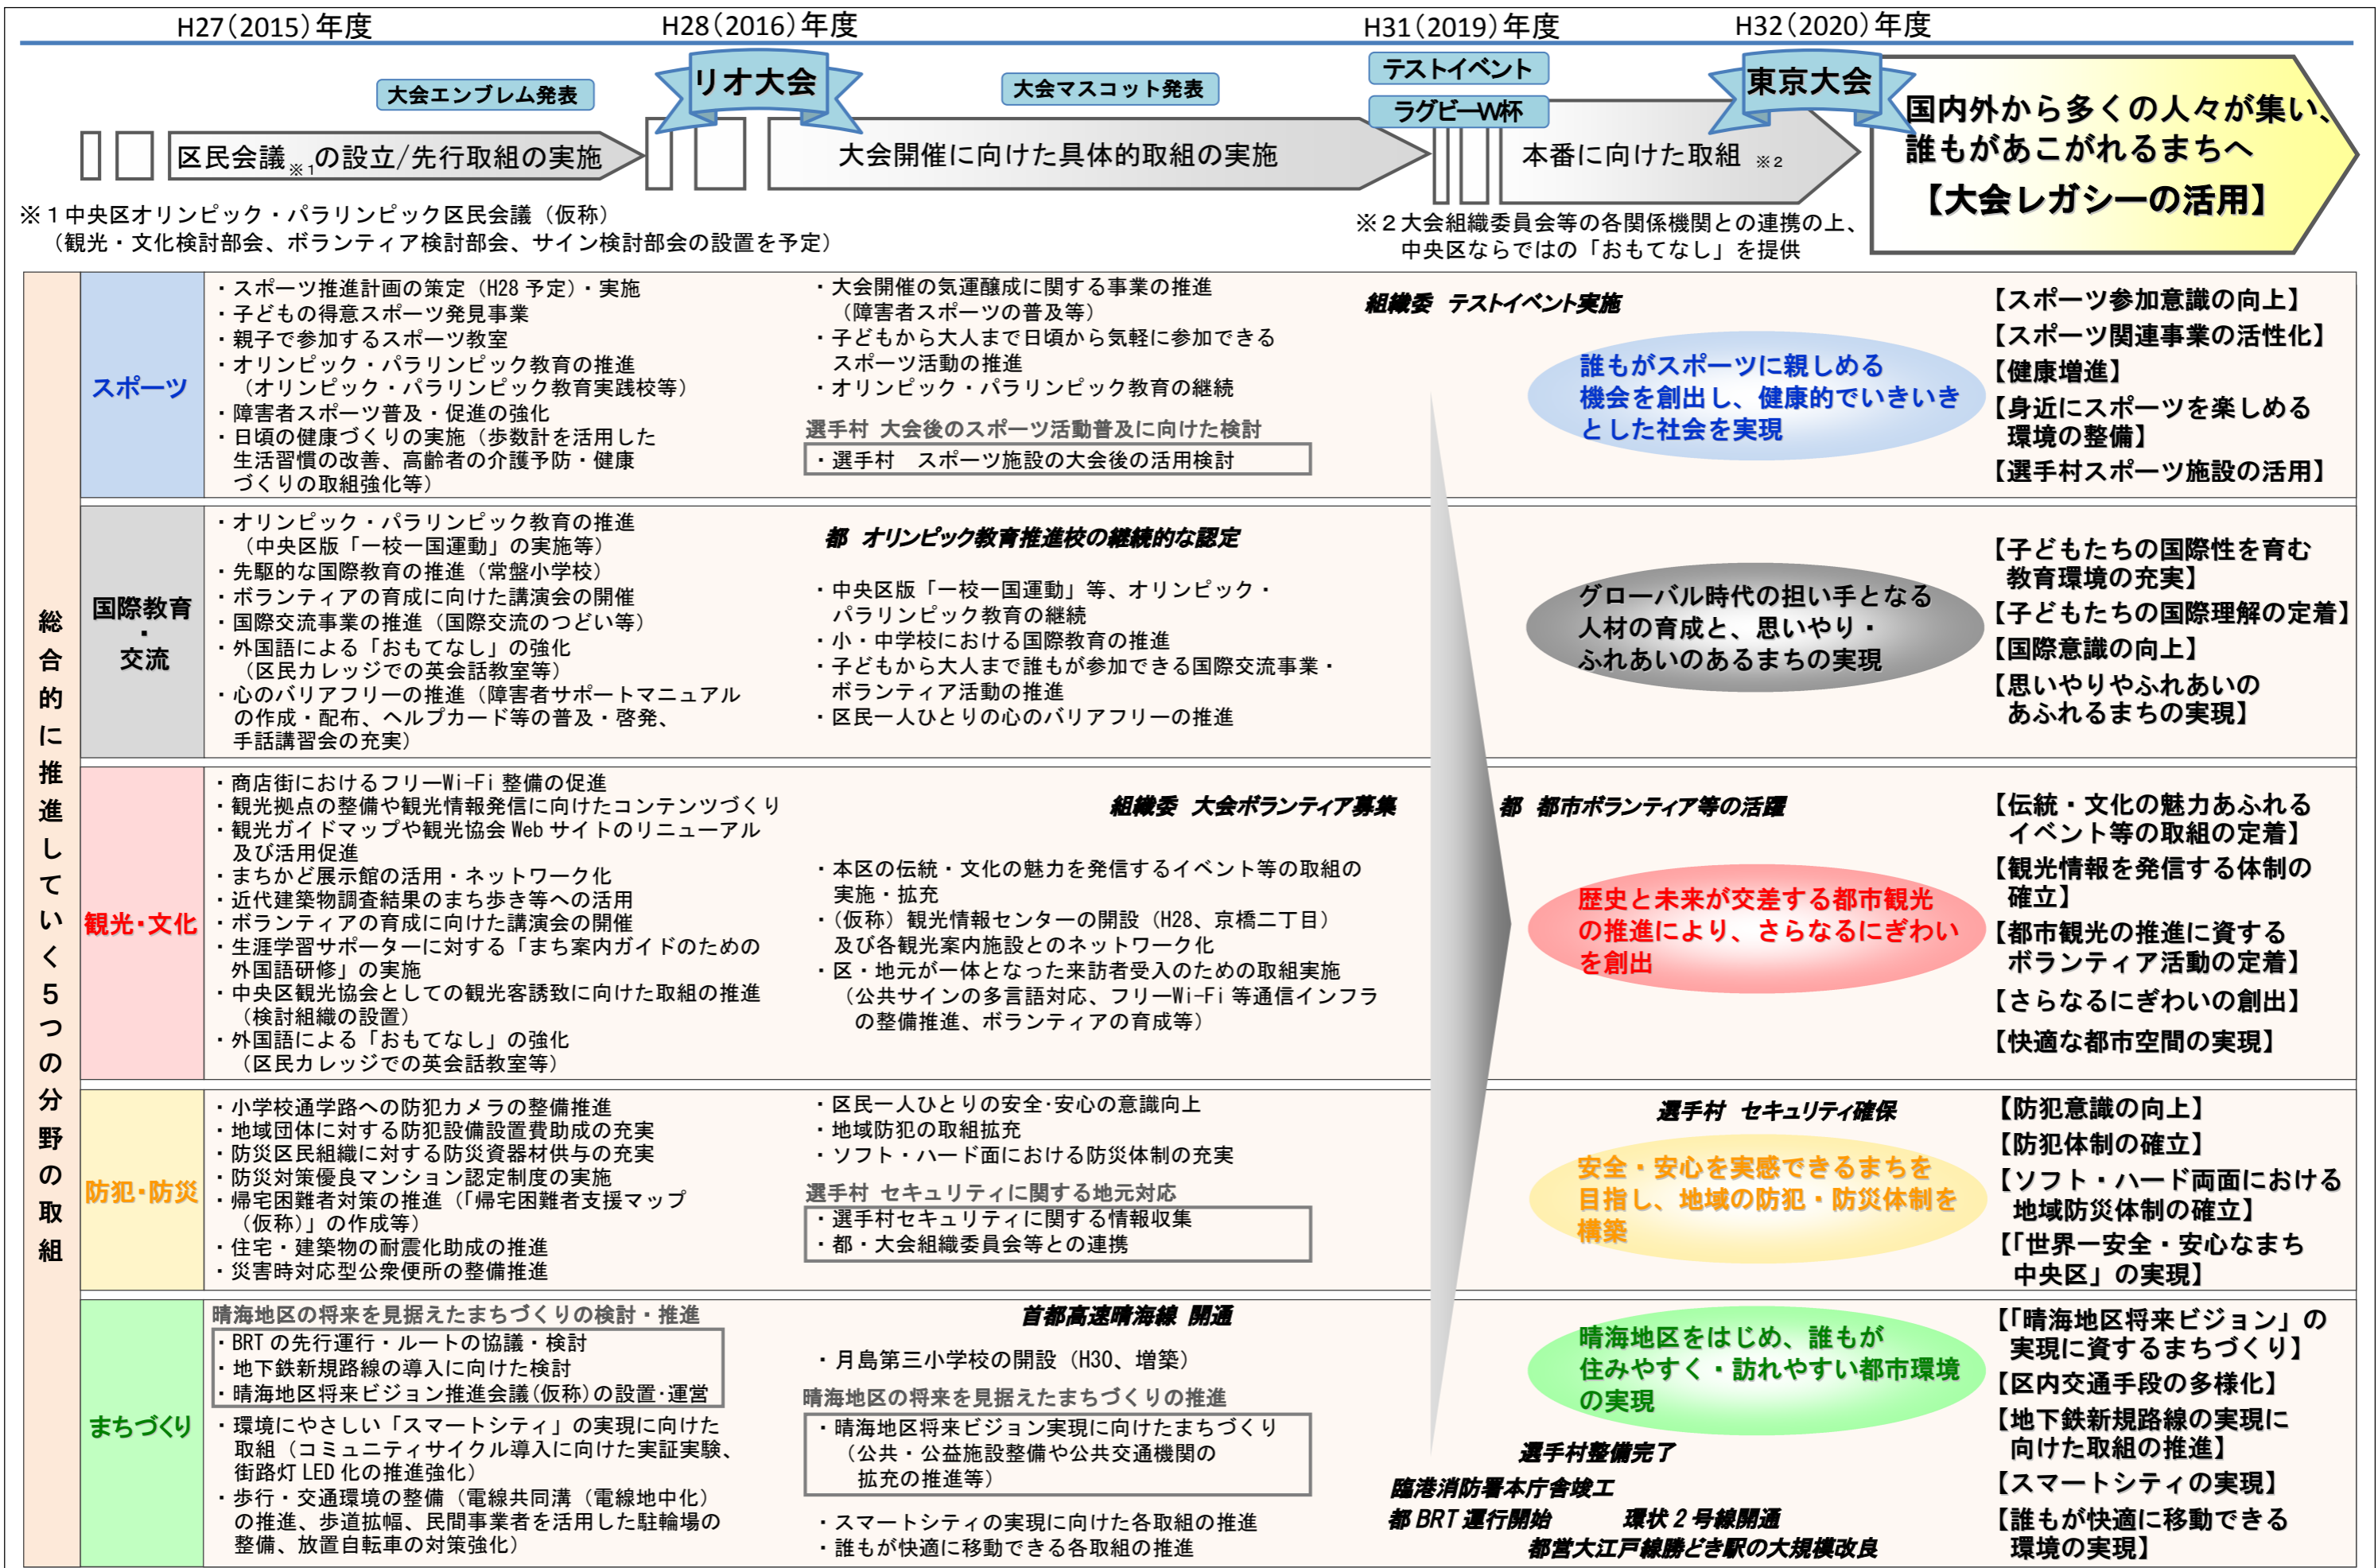 H27(2015)年度
H28(2016)年度
H31(2019)年度
H32(2020)年度
大会エンブレム発表
リオ大会
大会マスコット発表
テストイベント
ラグビーW杯
東京大会
区民会議※1の設立/先行取組の実施
大会開催に向けた具体的取組の実施
本番に向けた取組 ※2
国内外から多くの人々が集い、
誰もがあこがれるまちへ
【大会レガシーの活用】
※1中央区オリンピック・パラリンピック区民会議（仮称）
（観光・文化検討部会、ボランティア検討部会、サイン検討部会の設置を予定）
※2大会組織委員会等の各関係機関との連携の上、
中央区ならではの「おもてなし」を提供
総合的に推進していく5つの分野の取組
スポーツ
・スポーツ推進計画の策定（H28 予定）・実施
・子どもの得意スポーツ発見事業
・親子で参加するスポーツ教室
・オリンピック・パラリンピック教育の推進
（オリンピック・パラリンピック教育実践校等）
・障害者スポーツ普及・促進の強化
・日頃の健康づくりの実施（歩数計を活用した
生活習慣の改善、高齢者の介護予防・健康
づくりの取組強化等）
・大会開催の気運醸成に関する事業の推進
（障害者スポーツの普及等）
・子どもから大人まで日頃から気軽に参加できる
スポーツ活動の推進
・オリンピック・パラリンピック教育の継続
選手村 大会後のスポーツ活動普及に向けた検討
・選手村　スポーツ施設の大会後の活用検討
組織委 テストイベント実施
誰もがスポーツに親しめる
機会を創出し、健康的でいきいき
とした社会を実現
【スポーツ参加意識の向上】
【スポーツ関連事業の活性化】
【健康増進】
【身近にスポーツを楽しめる
環境の整備】
【選手村スポーツ施設の活用】
国際教育
・
交流
・オリンピック・パラリンピック教育の推進
（中央区版「一校一国運動」の実施等）
・先駆的な国際教育の推進（常盤小学校）
・ボランティアの育成に向けた講演会の開催
・国際交流事業の推進（国際交流のつどい等）
・外国語による「おもてなし」の強化
（区民カレッジでの英会話教室等）
・心のバリアフリーの推進（障害者サポートマニュアル
の作成・配布、ヘルプカード等の普及・啓発、
手話講習会の充実）
都 オリンピック教育推進校の継続的な認定
・中央区版「一校一国運動」等、オリンピック・
パラリンピック教育の継続
・小・中学校における国際教育の推進
・子どもから大人まで誰もが参加できる国際交流事業・
ボランティア活動の推進
・区民一人ひとりの心のバリアフリーの推進
グローバル時代の担い手となる
人材の育成と、思いやり・
ふれあいのあるまちの実現
【子どもたちの国際性を育む
教育環境の充実】
【子どもたちの国際理解の定着】
【国際意識の向上】
【思いやりやふれあいの
あふれるまちの実現】
観光・文化
・商店街におけるフリーWi-Fi 整備の促進
・観光拠点の整備や観光情報発信に向けたコンテンツづくり
・観光ガイドマップや観光協会 Web サイトのリニューアル
及び活用促進
・まちかど展示館の活用・ネットワーク化
・近代建築物調査結果のまち歩き等への活用
・ボランティアの育成に向けた講演会の開催
・生涯学習サポーターに対する「まち案内ガイドのための
外国語研修」の実施
・中央区観光協会としての観光客誘致に向けた取組の推進
（検討組織の設置）
・外国語による「おもてなし」の強化
（区民カレッジでの英会話教室等）
組織委 大会ボランティア募集
・本区の伝統・文化の魅力を発信するイベント等の取組の
実施・拡充
・（仮称）観光情報センターの開設（H28、京橋二丁目）
及び各観光案内施設とのネットワーク化
・区・地元が一体となった来訪者受入のための取組実施
（公共サインの多言語対応、フリーWi-Fi 等通信インフラ
の整備推進、ボランティアの育成等）
都 都市ボランティア等の活躍
歴史と未来が交差する都市観光
の推進により、さらなるにぎわい
を創出
【伝統・文化の魅力あふれる
イベント等の取組の定着】
【観光情報を発信する体制の
確立】
【都市観光の推進に資する
ボランティア活動の定着】
【さらなるにぎわいの創出】
【快適な都市空間の実現】
防犯・防災
・小学校通学路への防犯カメラの整備推進
・地域団体に対する防犯設備設置費助成の充実
・防災区民組織に対する防災資器材供与の充実
・防災対策優良マンション認定制度の実施
・帰宅困難者対策の推進（「帰宅困難者支援マップ
（仮称）」の作成等）
・住宅・建築物の耐震化助成の推進
・災害時対応型公衆便所の整備推進
・区民一人ひとりの安全・安心の意識向上
・地域防犯の取組拡充
・ソフト・ハード面における防災体制の充実
選手村 セキュリティに関する地元対応
・選手村セキュリティに関する情報収集
・都・大会組織委員会等との連携
選手村 セキュリティ確保
安全・安心を実感できるまちを
目指し、地域の防犯・防災体制を
構築
【防犯意識の向上】
【防犯体制の確立】
【ソフト・ハード両面における
地域防災体制の確立】
【「世界一安全・安心なまち
中央区」の実現】
まちづくり
晴海地区の将来を見据えたまちづくりの検討・推進
・BRT の先行運行・ルートの協議・検討
・地下鉄新規路線の導入に向けた検討
・晴海地区将来ビジョン推進会議(仮称)の設置・運営
・環境にやさしい「スマートシティ」の実現に向けた
取組（コミュニティサイクル導入に向けた実証実験、
街路灯 LED 化の推進強化）
・歩行・交通環境の整備（電線共同溝（電線地中化）
の推進、歩道拡幅、民間事業者を活用した駐輪場の
整備、放置自転車の対策強化）
首都高速晴海線 開通
・月島第三小学校の開設（H30、増築）
晴海地区の将来を見据えたまちづくりの推進
・晴海地区将来ビジョン実現に向けたまちづくり
（公共・公益施設整備や公共交通機関の
拡充の推進等）
・スマートシティの実現に向けた各取組の推進
・誰もが快適に移動できる各取組の推進
晴海地区をはじめ、誰もが
住みやすく・訪れやすい都市環境
の実現
選手村整備完了
臨港消防署本庁舎竣工
都 BRT 運行開始
環状 2 号線開通
都営大江戸線勝どき駅の大規模改良
【「晴海地区将来ビジョン」の
実現に資するまちづくり】
【区内交通手段の多様化】
【地下鉄新規路線の実現に
向けた取組の推進】
【スマートシティの実現】
【誰もが快適に移動できる
環境の実現】